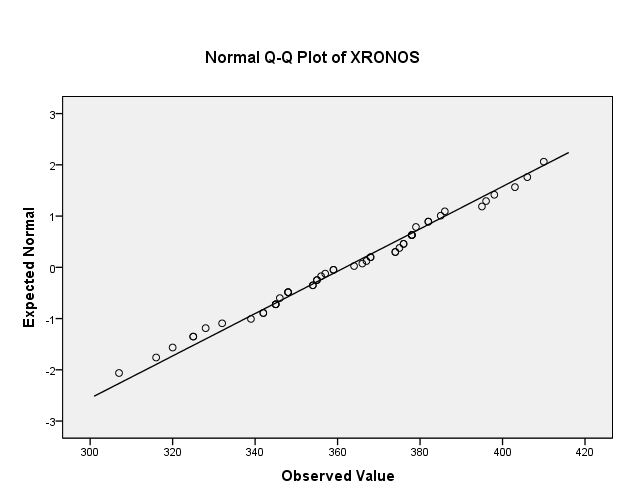 Normal Q-Q Plot of XRONOS
Expected Normal
3
2
1
0
-1
-2
-3
300 320 340 360 380 400 420
Observed Value